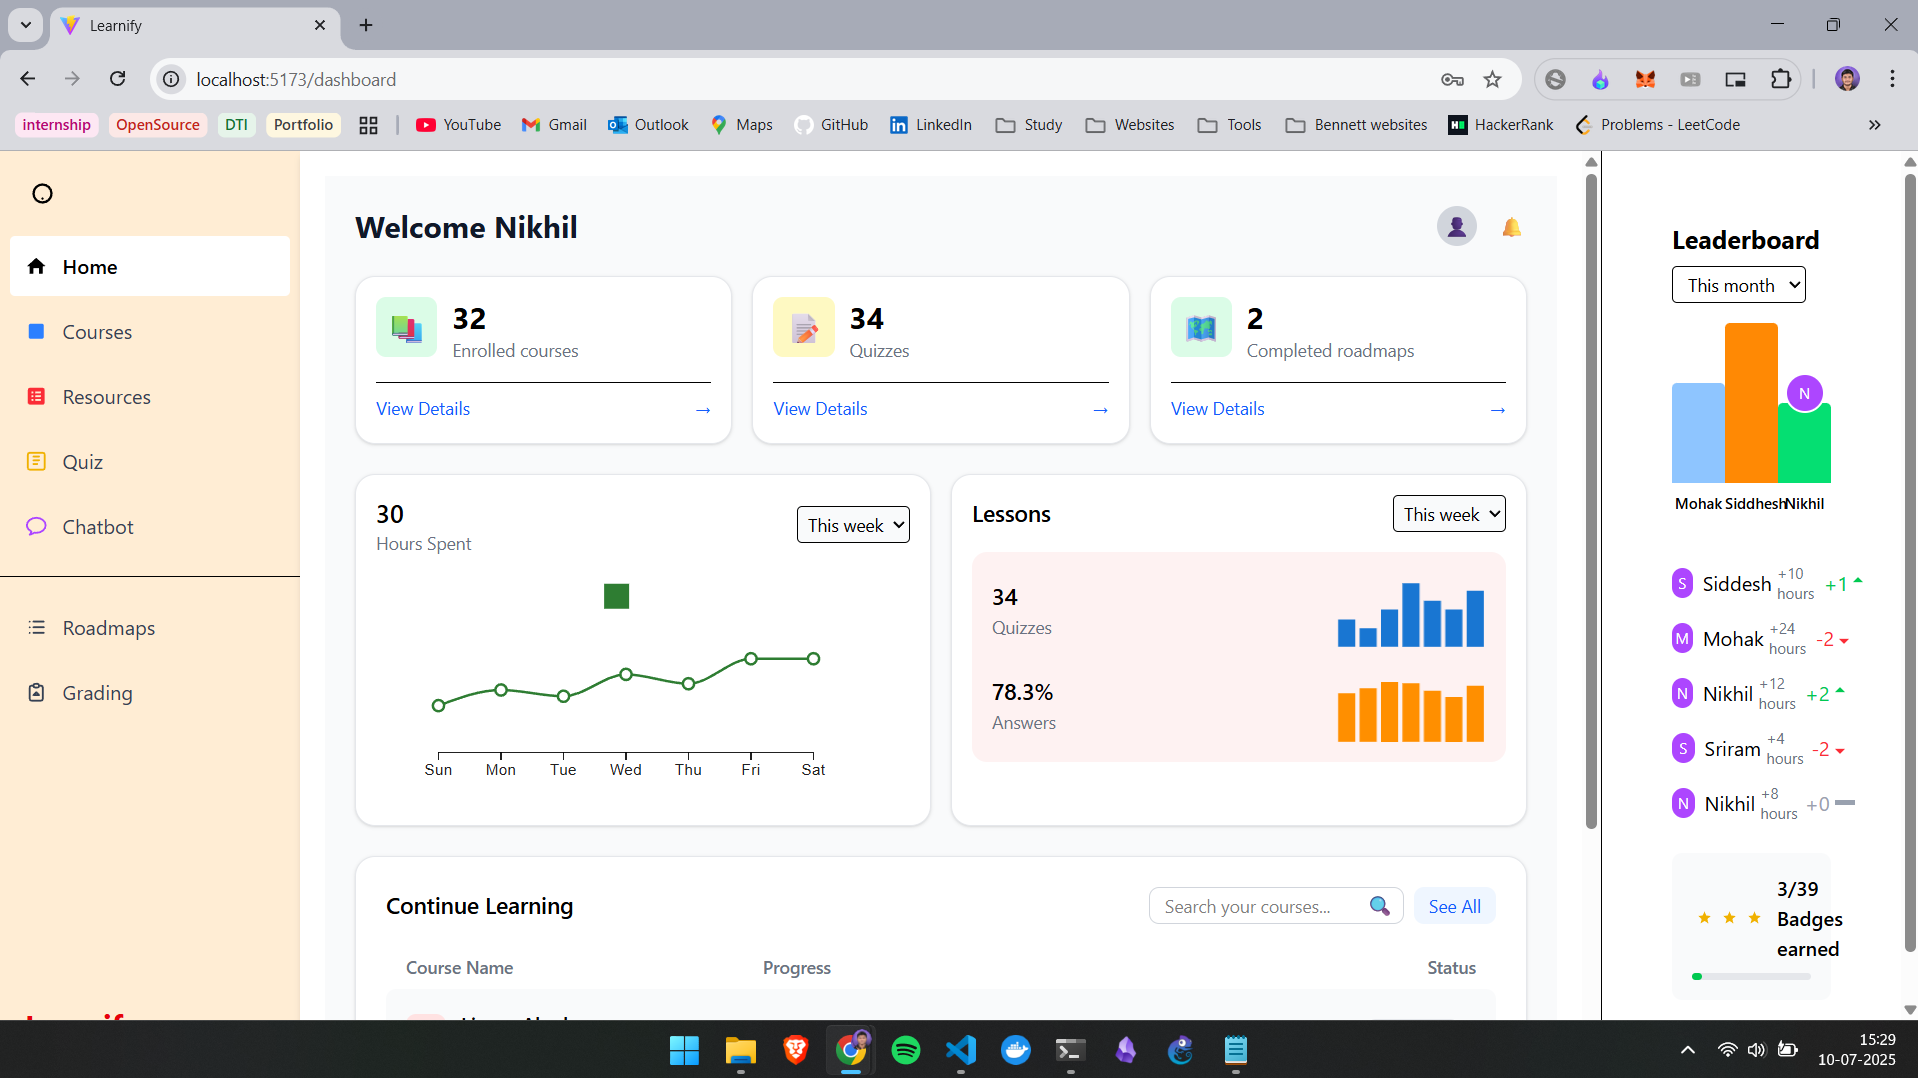 Learnify
localhost:5173/dashboard
internship
OpenSource
DTI
Portfolio
YouTube
Gmail
Outlook
Maps
GitHub
LinkedIn
Study
Websites
Tools
Bennett websites
HackerRank
Problems - LeetCode
Home
Courses
Resources
Quiz
Chatbot
Roadmaps
Grading
Welcome Nikhil
32
Enrolled courses
View Details →
34
Quizzes
View Details →
2
Completed roadmaps
View Details →
30
Hours Spent
This week
Sun Mon Tue Wed Thu Fri Sat
Lessons
This week
34
Quizzes
78.3%
Answers
Continue Learning
Search your courses...
See All
Course Name Progress Status
Leaderboard
This month
N
Mohak Siddhesh Nikhil
S Siddesh +10 hours +1
M Mohak +24 hours -2
N Nikhil +12 hours +2
S Sriram +4 hours -2
N Nikhil +8 hours +0
3/39
Badges
earned
15:29
10-07-2025